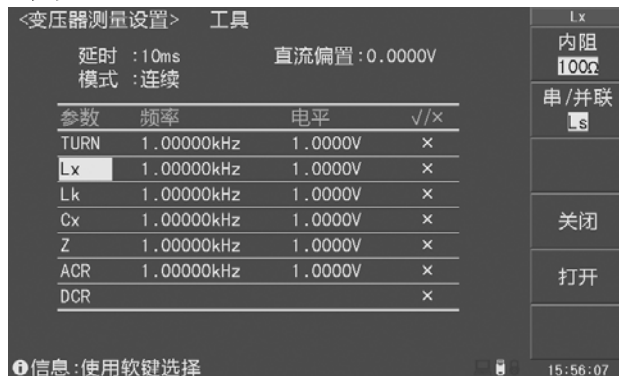 <变压器测量设置> 工具
Lx
延时 :10ms 直流偏置:0.0000V
模式 :连续
内阻
100Ω
串/并联
Ls
参数 频率 电平 √/×
TURN 1.00000kHz 1.0000V ×
Lx 1.00000kHz 1.0000V ×
Lk 1.00000kHz 1.0000V ×
Cx 1.00000kHz 1.0000V ×
Z 1.00000kHz 1.0000V ×
ACR 1.00000kHz 1.0000V ×
DCR ×
关闭
打开
信息:使用软键选择
15:56:07